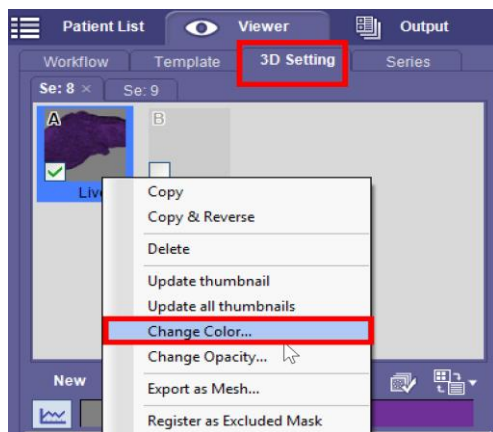 Patient List Viewer Output
Workflow Template 3D Setting Series
Se: 8 × Se: 9
A B
Copy
Copy & Reverse
Delete
Update thumbnail
Update all thumbnails
Change Color...
Change Opacity...
New
Export as Mesh...
Register as Excluded Mask